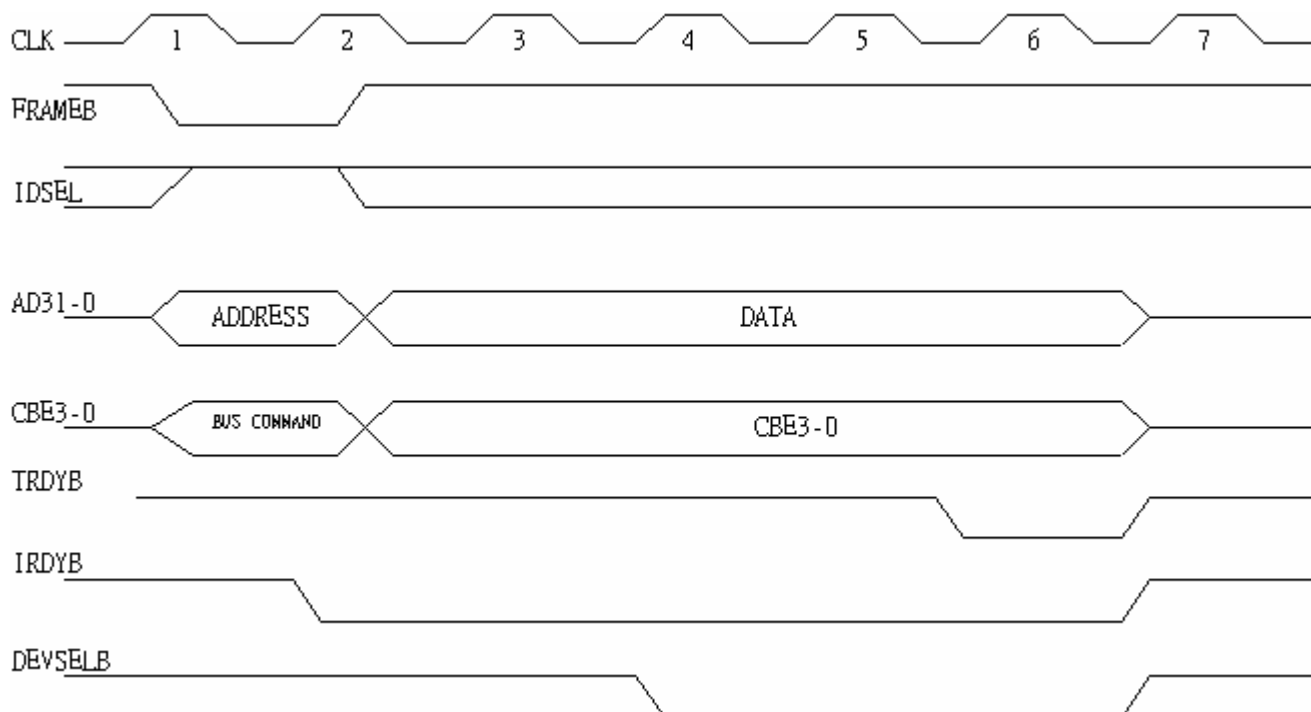 CLK 1 2 3 4 5 6 7
FRAMEB
IDSEL
AD31-0 ADDRESS DATA
CBE3-0 BUS COMMAND CBE3-0
TRDYB
IRDYB
DEVSELB